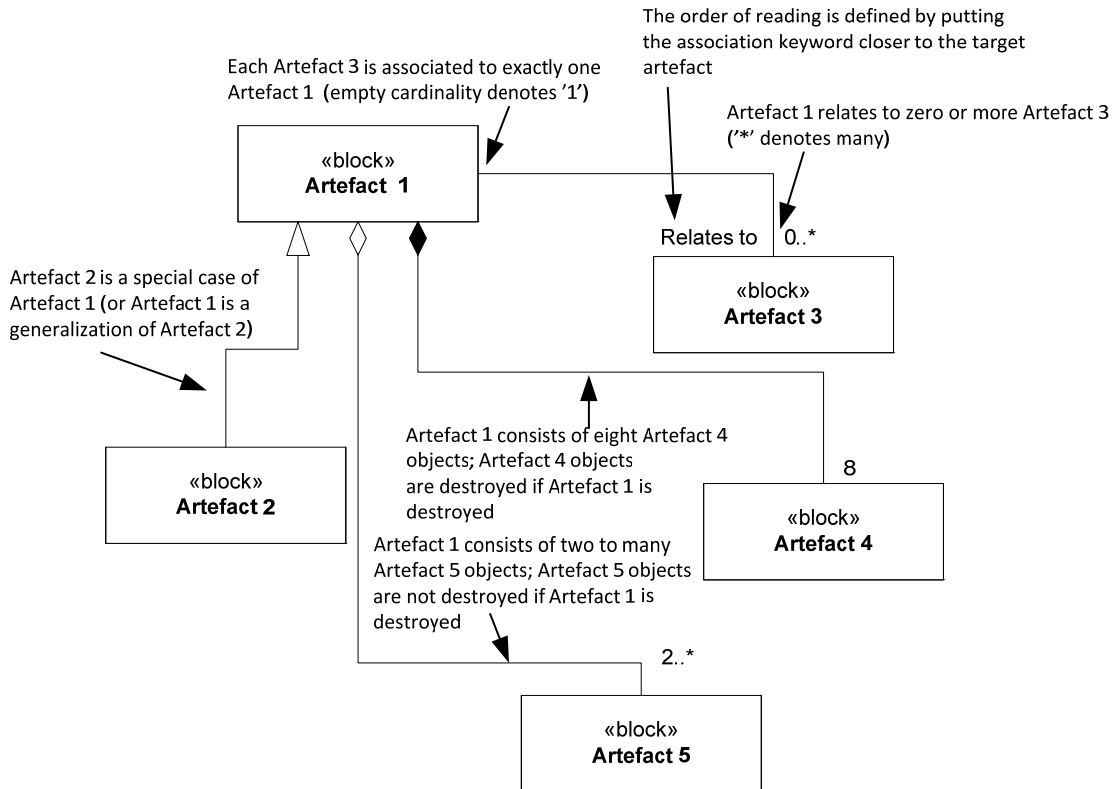 The order of reading is defined by putting
the association keyword closer to the target
artefact
Each Artefact 3 is associated to exactly one
Artefact 1 (empty cardinality denotes '1')
Artefact 1 relates to zero or more Artefact 3
('*' denotes many)
«block»
Artefact 1
Relates to
0..*
«block»
Artefact 3
Artefact 2 is a special case of
Artefact 1 (or Artefact 1 is a
generalization of Artefact 2)
Artefact 1 consists of eight Artefact 4
objects; Artefact 4 objects
are destroyed if Artefact 1 is
destroyed
8
«block»
Artefact 2
«block»
Artefact 4
Artefact 1 consists of two to many
Artefact 5 objects; Artefact 5 objects
are not destroyed if Artefact 1 is
destroyed
2..*
«block»
Artefact 5